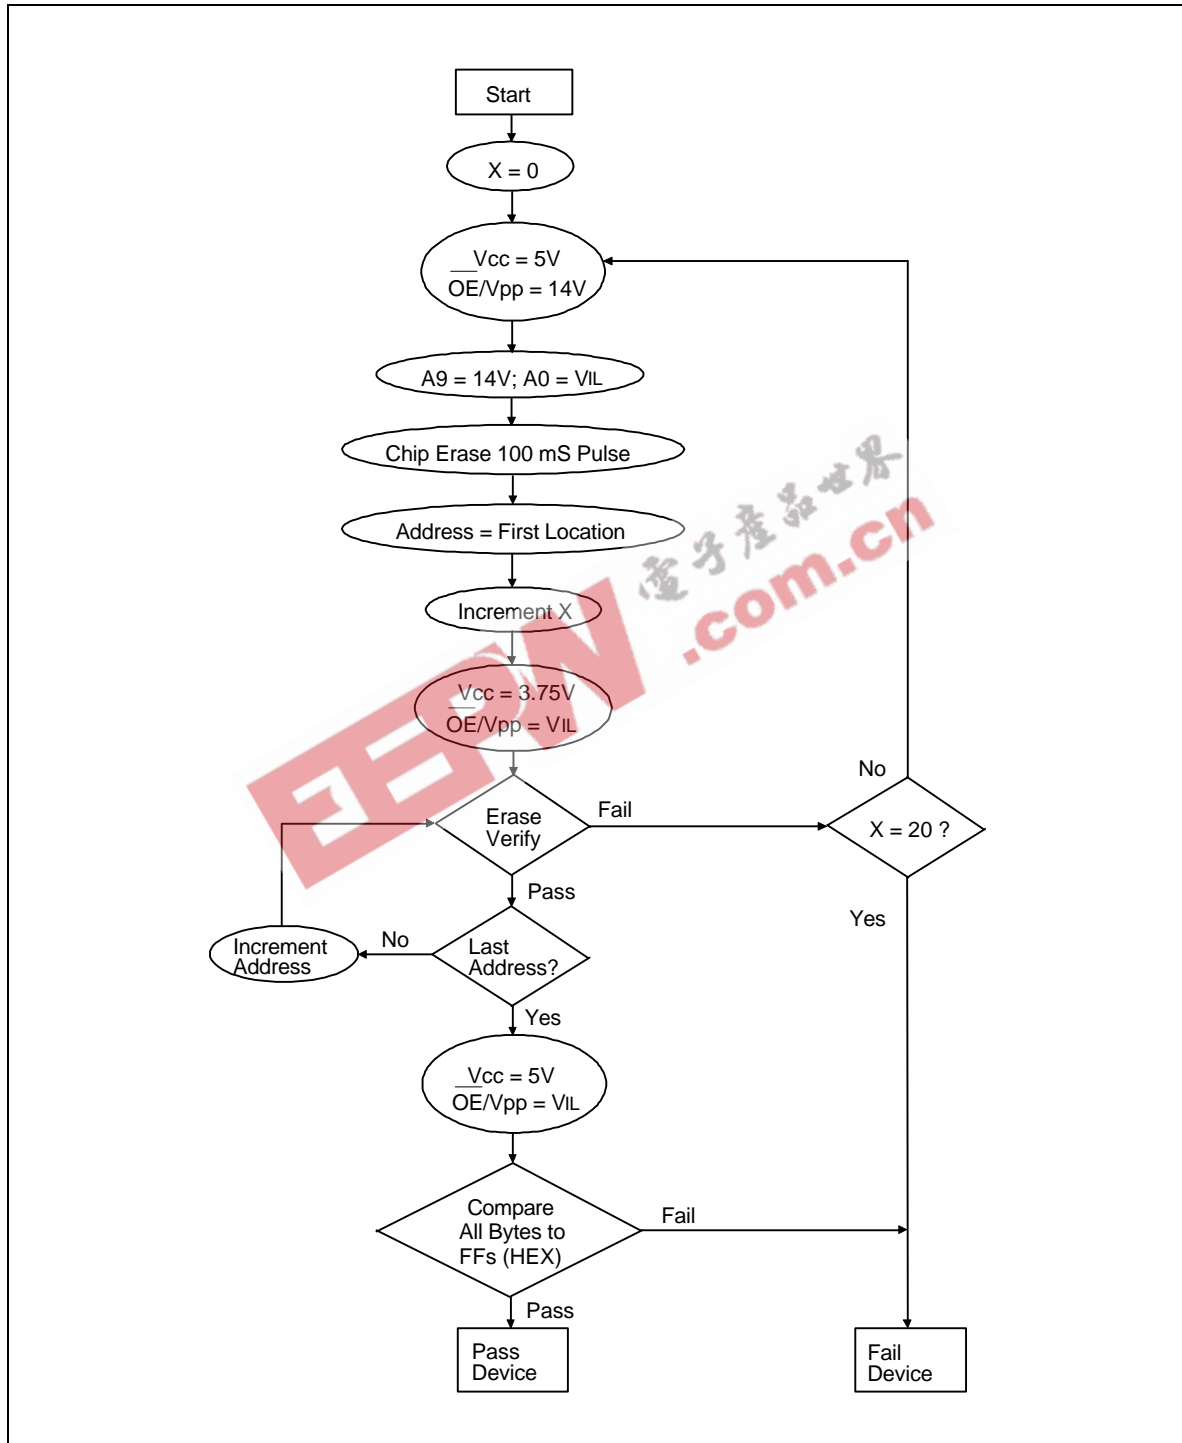 Start
X = 0
Vcc = 5V
OE/Vpp = 14V
A9 = 14V; A0 = VIL
Chip Erase 100 mS Pulse
Address = First Location
Increment X
Vcc = 3.75V
OE/Vpp = VIL
Erase
Verify
Fail
No
X = 20 ?
Yes
Pass
Increment
Address
No
Last
Address?
Yes
Vcc = 5V
OE/Vpp = VIL
Compare
All Bytes to
FFs (HEX)
Fail
Pass
Pass
Device
Fail
Device
EEPW
電子產品世界
.com.cn